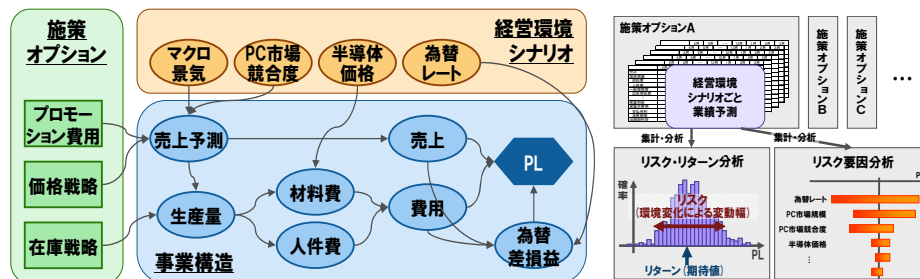 施策
オプション
プロモー
ション費用
価格戦略
在庫戦略
経営環境
シナリオ
マクロ
景気
PC市場
競合度
半導体
価格
為替
レート
売上予測
売上
PL
生産量
材料費
費用
人件費
為替
差損益
事業構造
施策オプションA
経営環境
シナリオごと
業績予測
施策オプションB
施策オプションC
…
集計・分析
集計・分析
リスク・リターン分析
確率
リスク
(環境変化による変動幅)
PL
リターン(期待値)
リスク要因分析
P
為替レート
PC市場規模
PC市場競合度
半導体価格
⋮